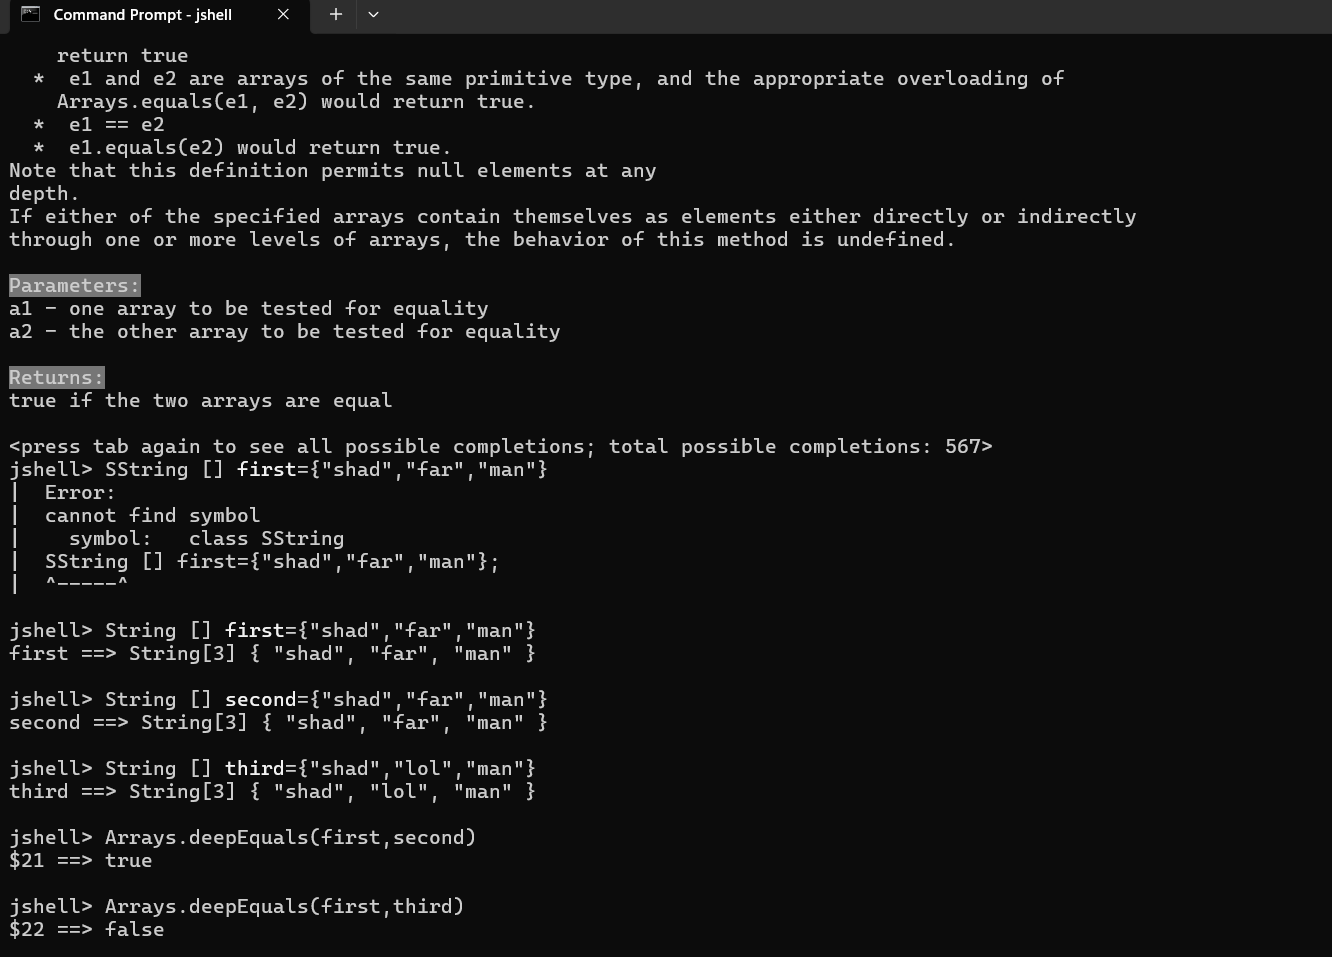 Command Prompt - jshell
    return true
  *  e1 and e2 are arrays of the same primitive type, and the appropriate overloading of
    Arrays.equals(e1, e2) would return true.
  *  e1 == e2
  *  e1.equals(e2) would return true.
Note that this definition permits null elements at any
depth.
If either of the specified arrays contain themselves as elements either directly or indirectly
through one or more levels of arrays, the behavior of this method is undefined.

Parameters:
a1 - one array to be tested for equality
a2 - the other array to be tested for equality

Returns:
true if the two arrays are equal

<press tab again to see all possible completions; total possible completions: 567>
jshell> SString [] first={"shad","far","man"}
|  Error:
|  cannot find symbol
|    symbol:   class SString
|  SString [] first={"shad","far","man"};
|  ^-----^

jshell> String [] first={"shad","far","man"}
first ==> String[3] { "shad", "far", "man" }

jshell> String [] second={"shad","far","man"}
second ==> String[3] { "shad", "far", "man" }

jshell> String [] third={"shad","lol","man"}
third ==> String[3] { "shad", "lol", "man" }

jshell> Arrays.deepEquals(first,second)
$21 ==> true

jshell> Arrays.deepEquals(first,third)
$22 ==> false